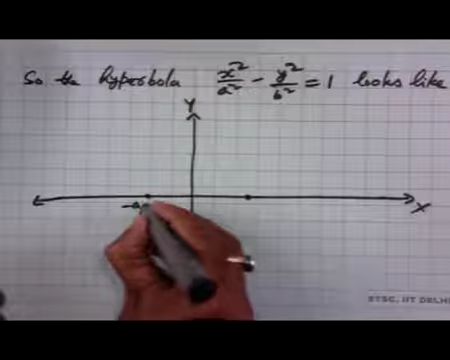 So the hyperbola x²/a² - y²/b² = 1 looks like
Y
-a
X
ETSC, IIT DELHI